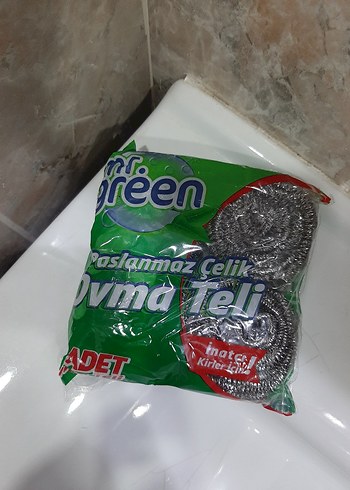 mr.
green
Paslanmaz Çelik
Ovma Teli
İnatçı
Kirler İçin!
ADET